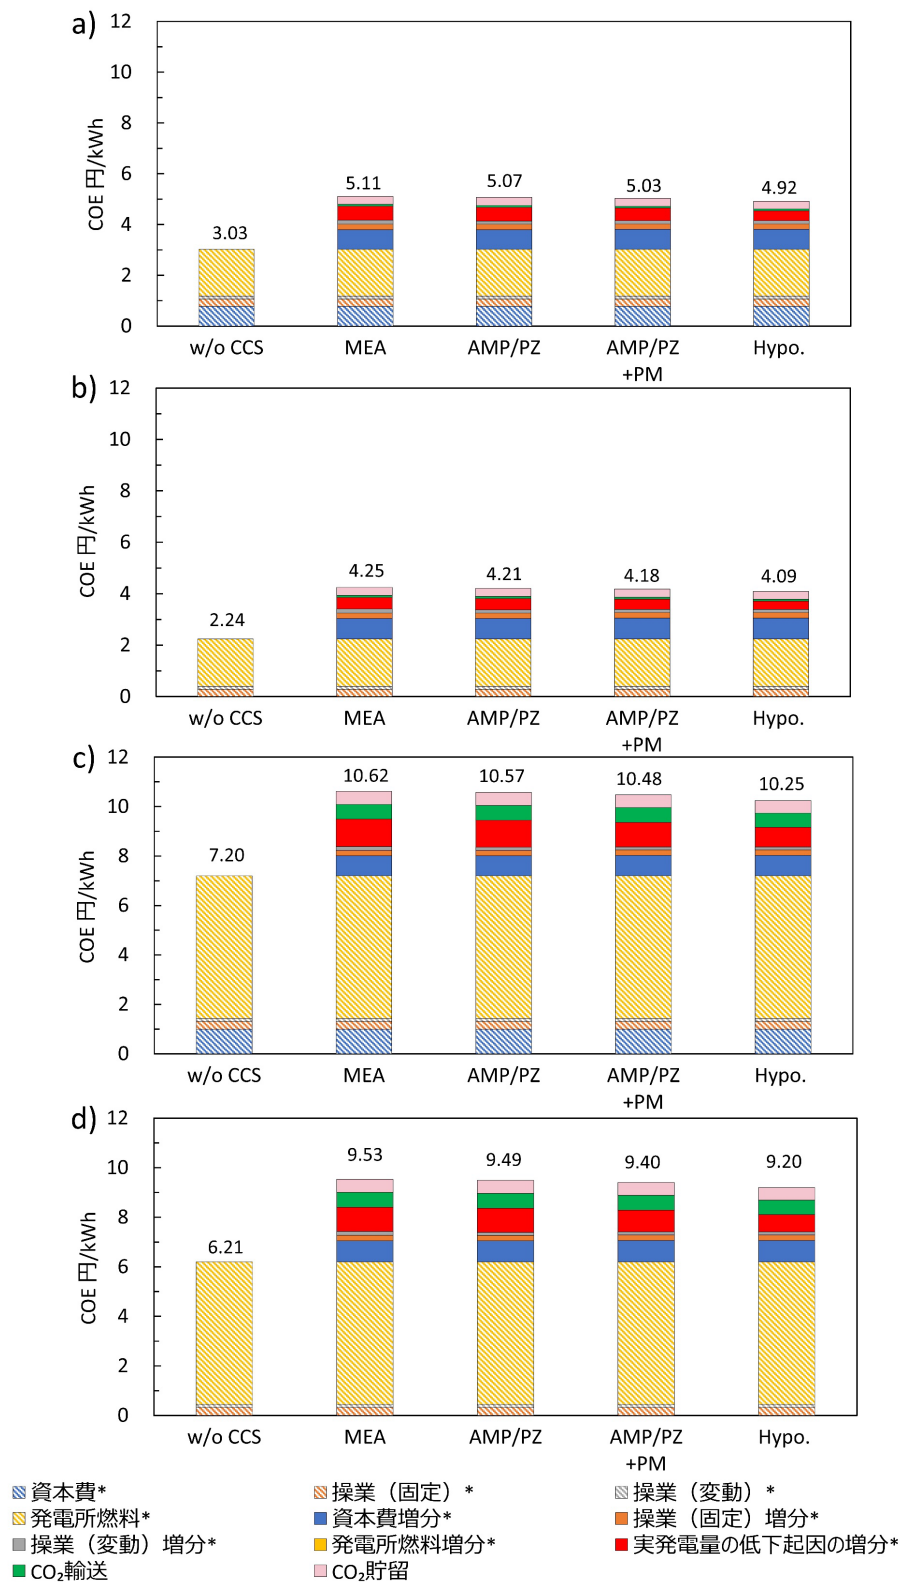 a)
12
10
8
6
4
2
0
COE 円/kWh
3.03
5.11
5.07
5.03
4.92
w/o CCS MEA AMP/PZ AMP/PZ Hypo.
+PM
b)
12
10
8
6
4
2
0
COE 円/kWh
2.24
4.25
4.21
4.18
4.09
w/o CCS MEA AMP/PZ AMP/PZ Hypo.
+PM
c)
12
10
8
6
4
2
0
COE 円/kWh
7.20
10.62
10.57
10.48
10.25
w/o CCS MEA AMP/PZ AMP/PZ Hypo.
+PM
d)
12
10
8
6
4
2
0
COE 円/kWh
6.21
9.53
9.49
9.40
9.20
w/o CCS MEA AMP/PZ AMP/PZ Hypo.
+PM
資本費* 操業（固定）* 操業（変動）*
発電所燃料* 資本費増分* 操業（固定）増分*
操業（変動）増分* 発電所燃料増分* 実発電量の低下起因の増分*
CO₂輸送 CO₂貯留